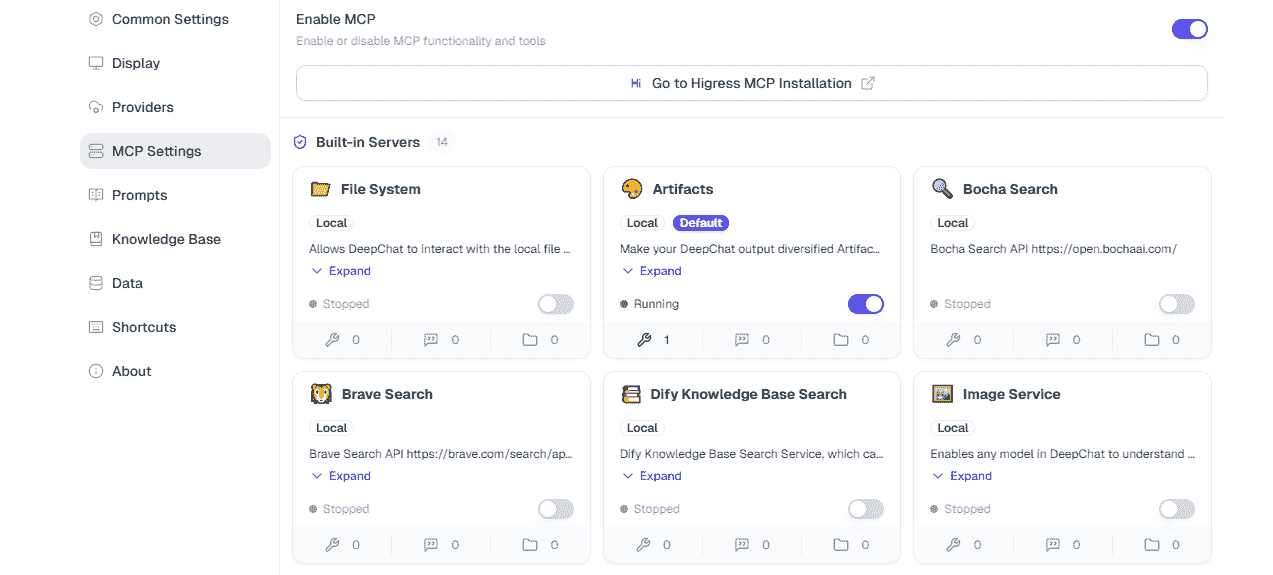 Common Settings
Display
Providers
MCP Settings
Prompts
Knowledge Base
Data
Shortcuts
About
Enable MCP
Enable or disable MCP functionality and tools
Hi Go to Higress MCP Installation
Built-in Servers 14
File System
Local
Allows DeepChat to interact with the local file ...
Expand
Stopped
0 0 0
Artifacts
Local Default
Make your DeepChat output diversified Artifac...
Expand
Running
1 0 0
Bocha Search
Local
Bocha Search API https://open.bochaai.com/
Stopped
0 0 0
Brave Search
Local
Brave Search API https://brave.com/search/ap...
Expand
Stopped
0 0 0
Dify Knowledge Base Search
Local
Dify Knowledge Base Search Service, which ca...
Expand
Stopped
0 0 0
Image Service
Local
Enables any model in DeepChat to understand ...
Expand
Stopped
0 0 0